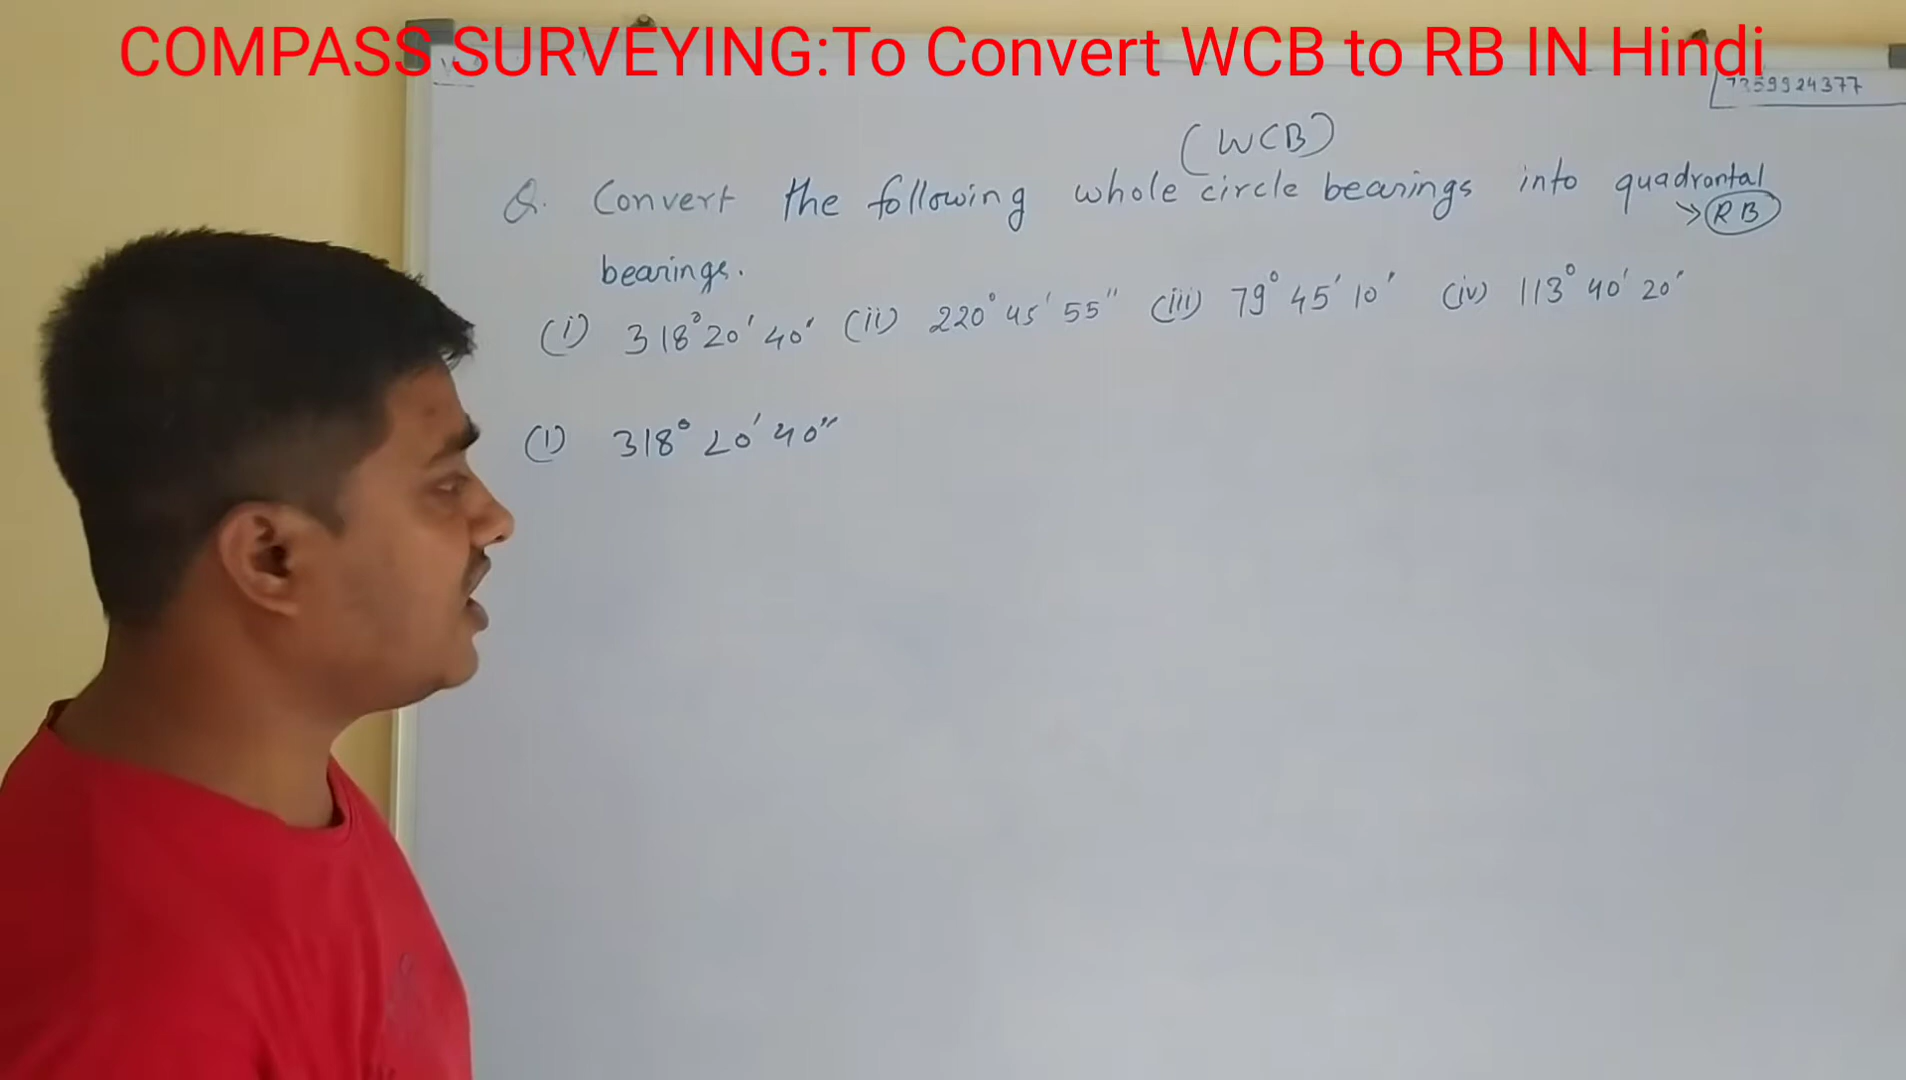 COMPASS SURVEYING:To Convert WCB to RB IN Hindi
7359924377
(WCB)
Q. Convert the following whole circle bearings into quadrantal
→ RB
bearings.
(i) 318° 20' 40" (ii) 220° 45' 55" (iii) 79° 45' 10" (iv) 113° 40' 20"
(1) 318° 20' 40"